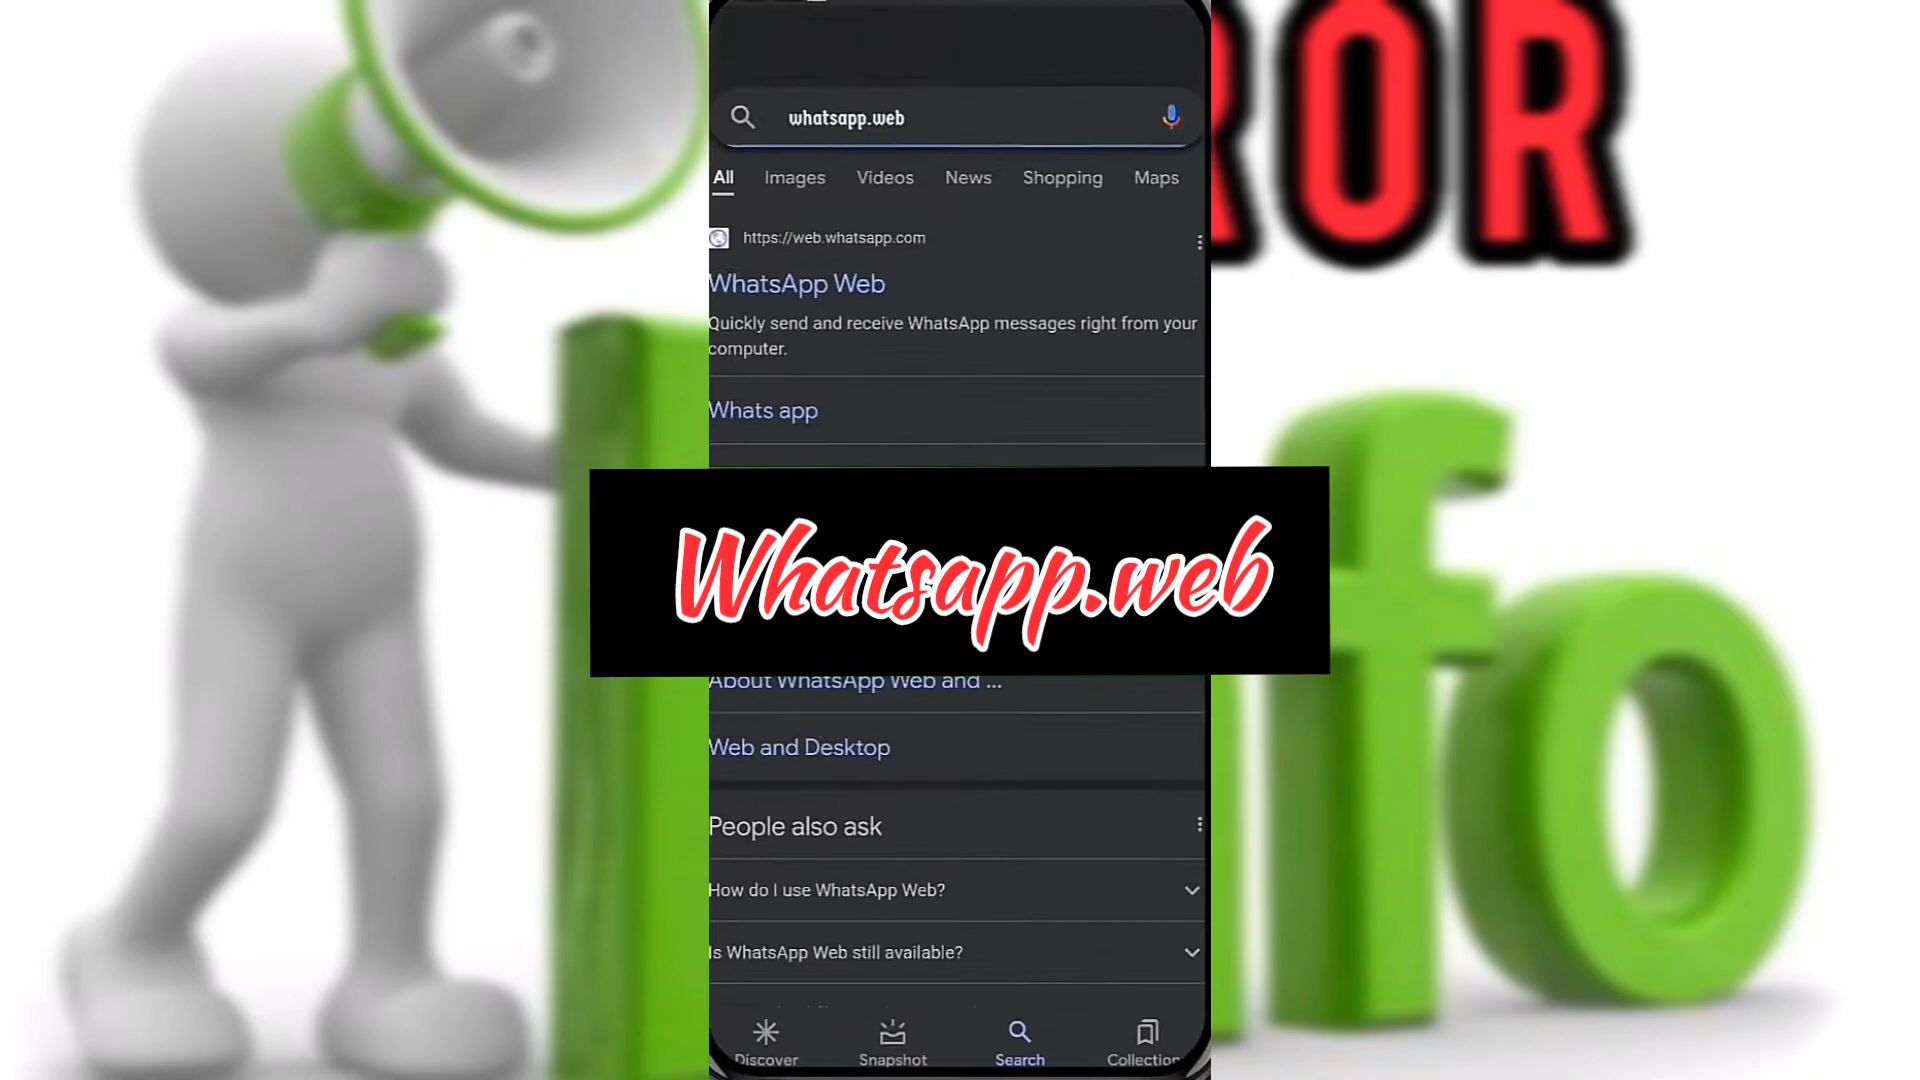 ROR
whatsapp.web
All Images Videos News Shopping Maps
https://web.whatsapp.com
WhatsApp Web
Quickly send and receive WhatsApp messages right from your
computer.
Whats app
Whatsapp.web
About WhatsApp Web and ...
Web and Desktop
People also ask
How do I use WhatsApp Web?
Is WhatsApp Web still available?
Discover Snapshot Search Collection
fo